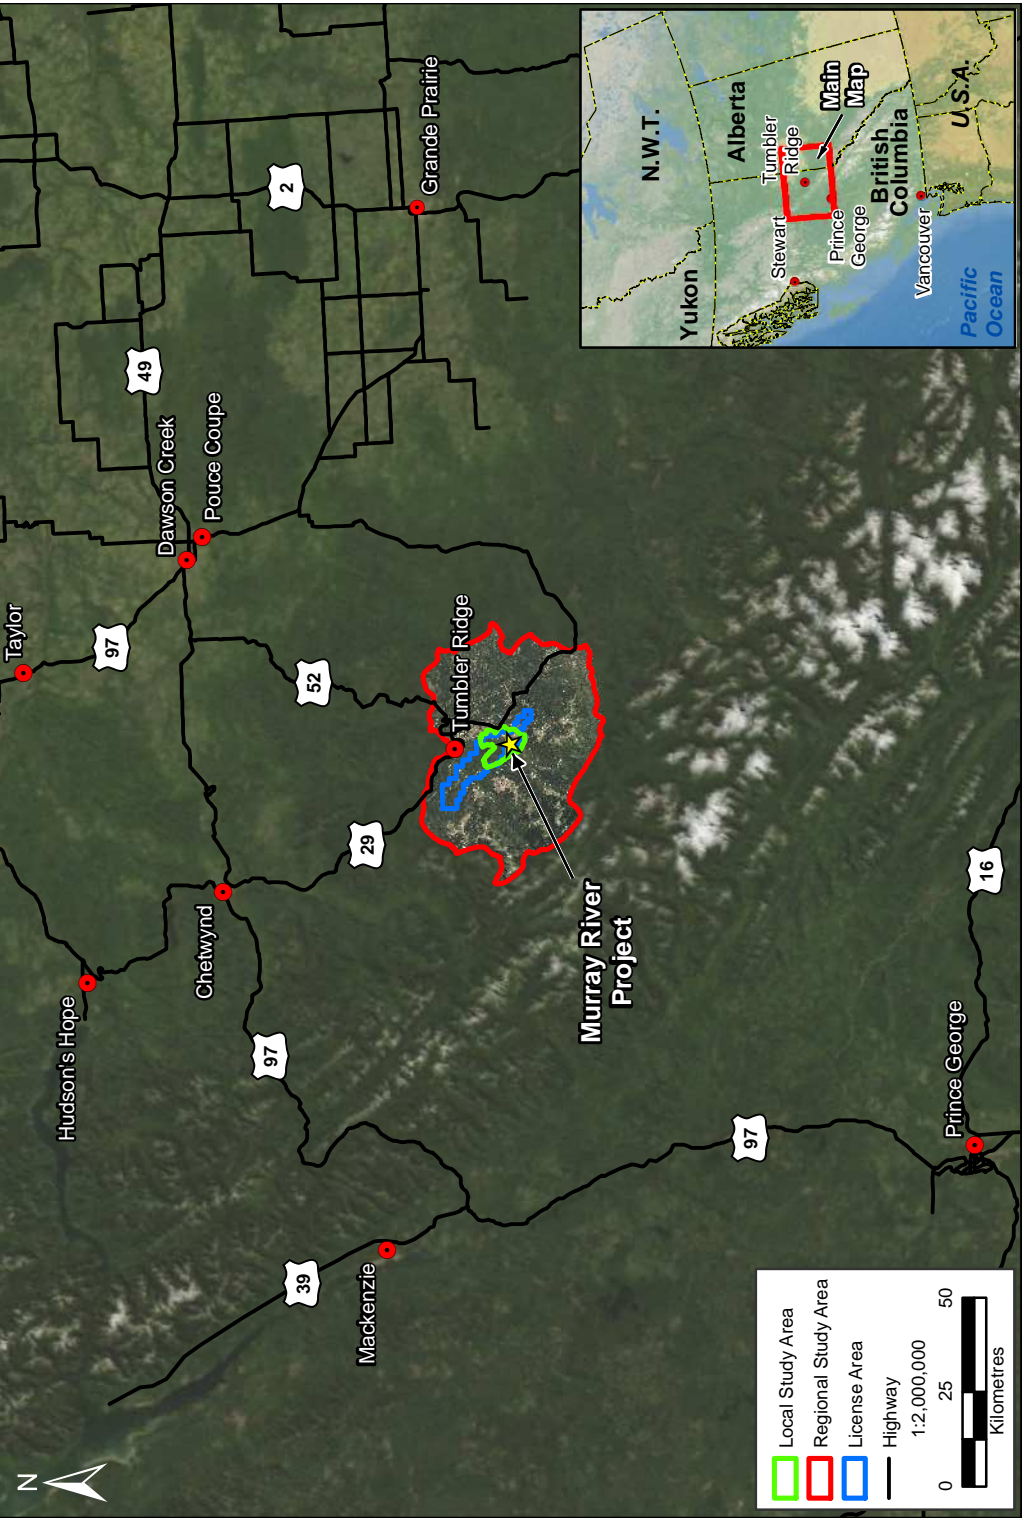 N
Taylor
Hudson's Hope
97
49
Dawson Creek
Pouce Coupe
2
Grande Prairie
Chetwynd
97
52
29
39
Mackenzie
Tumbler Ridge
Murray River
Project
97
Prince George
16
Local Study Area
Regional Study Area
License Area
Highway
1:2,000,000
0
25
50
Kilometres
Yukon
N.W.T.
Stewart
Tumbler
Ridge
Alberta
Main
Map
Prince
George
British
Columbia
Vancouver
U.S.A.
Pacific
Ocean